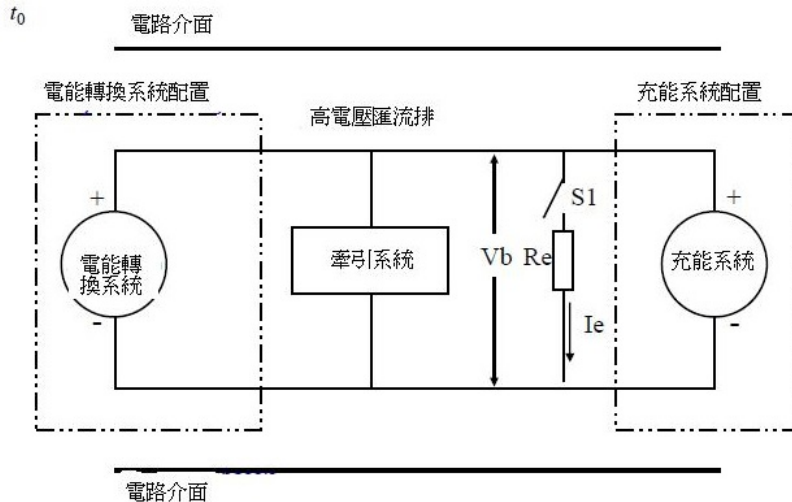 t0
電路介面
電能轉換系統配置
高電壓匯流排
充能系統配置
+
+
S1
電能轉
換系統
牽引系統
Vb
Re
充能系統
-
-
Ie
電路介面